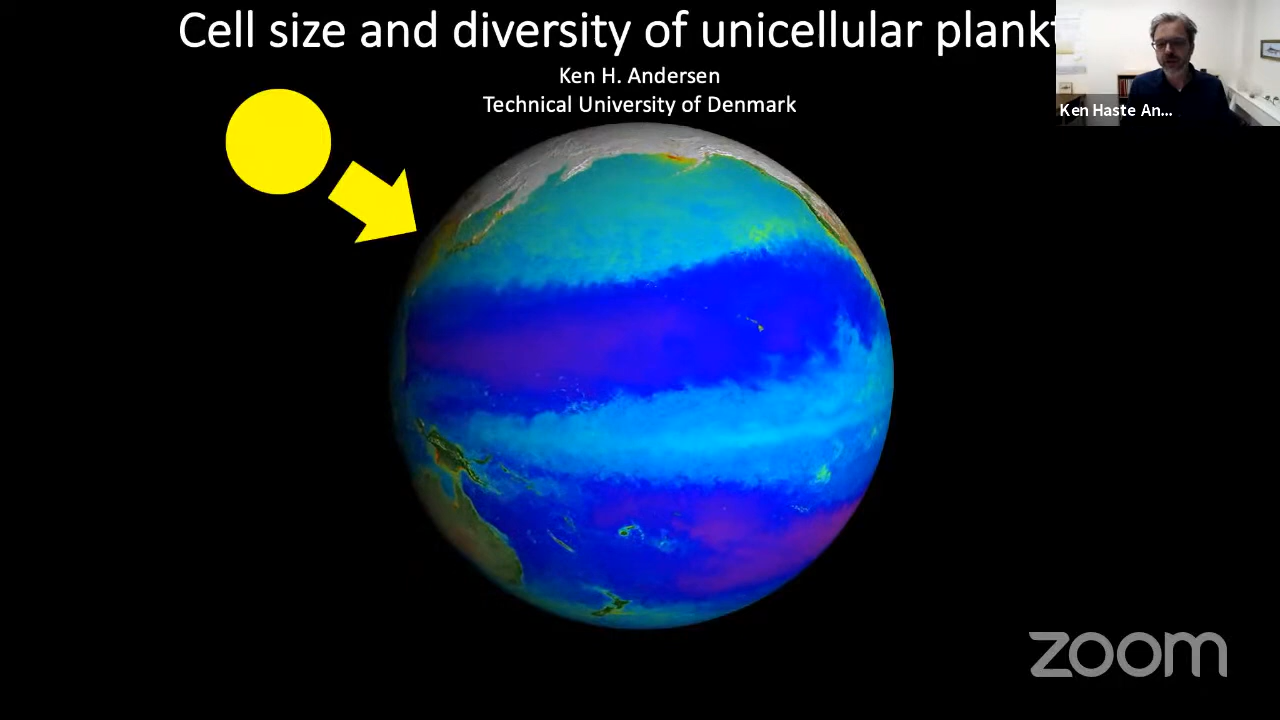 Cell size and diversity of unicellular plankt
Ken H. Andersen
Technical University of Denmark
Ken Haste An...
zoom